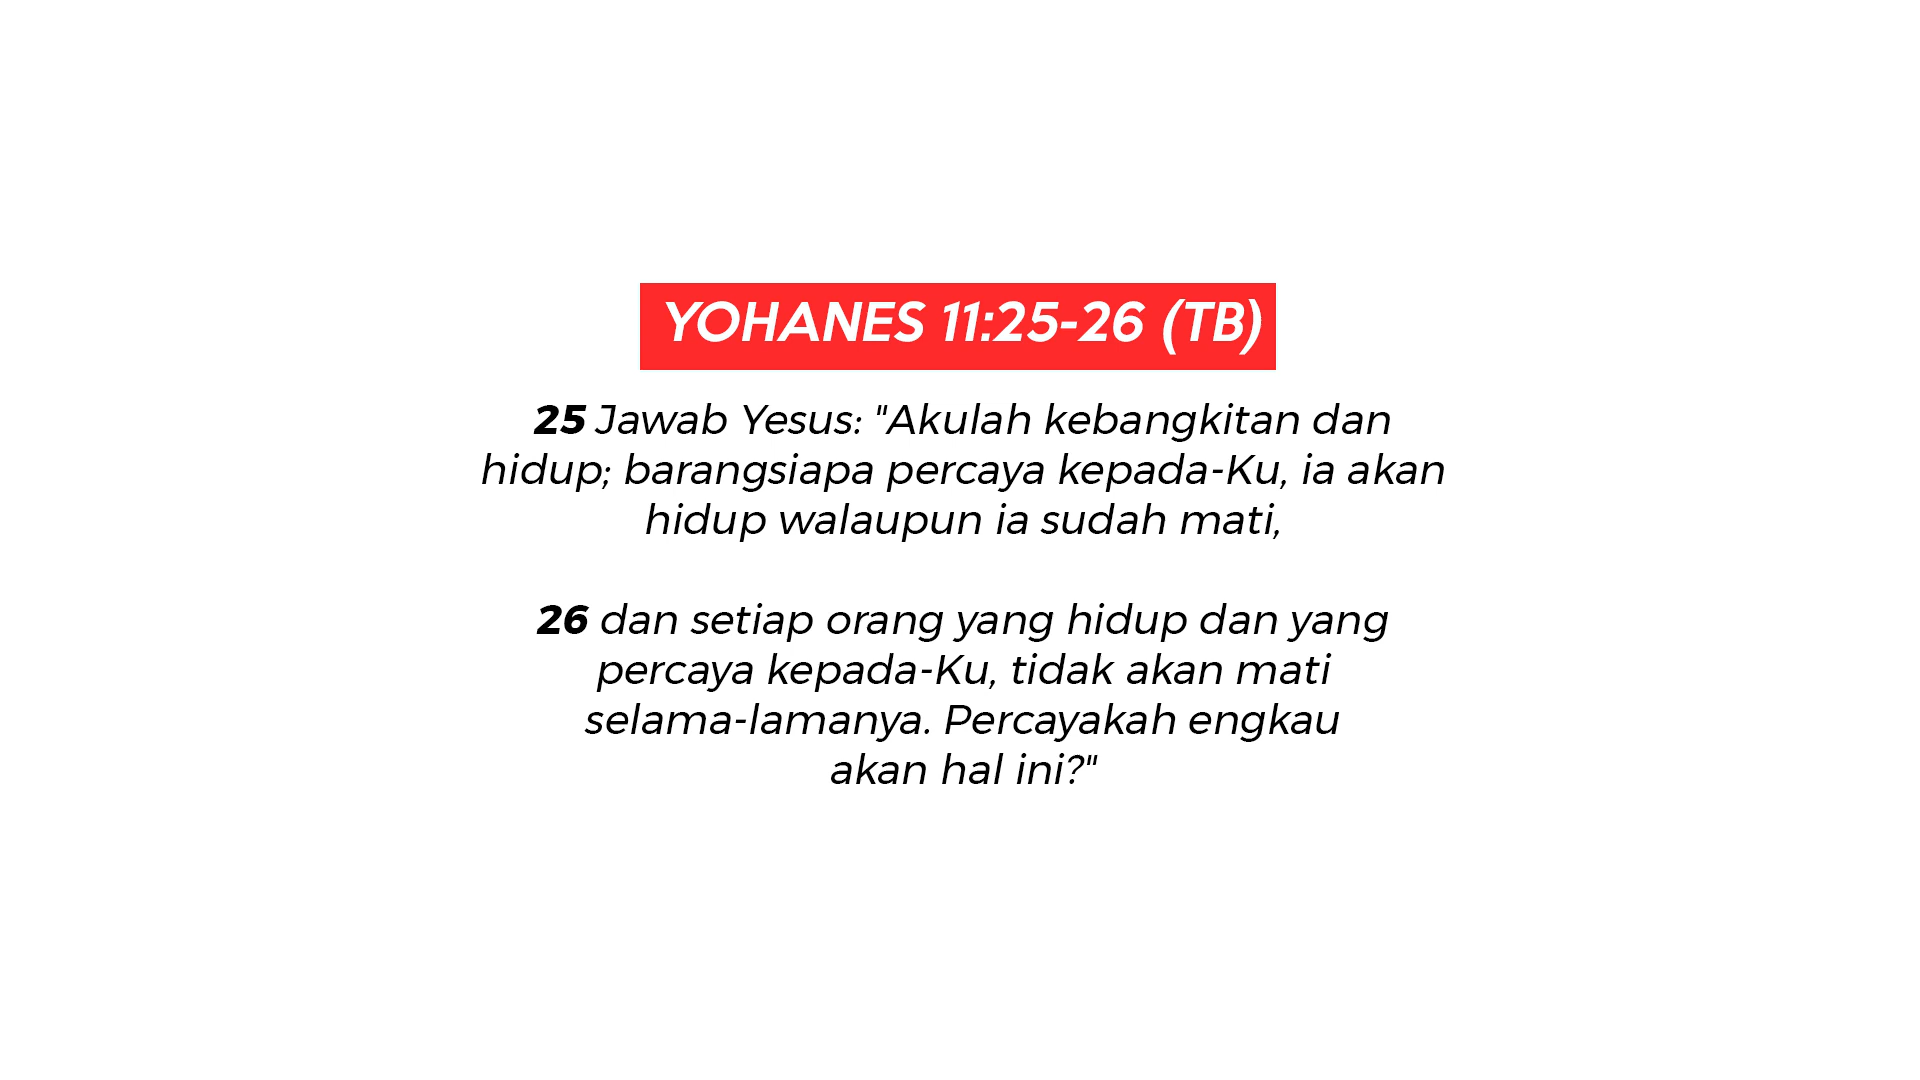 YOHANES 11:25-26 (TB)
25 Jawab Yesus: "Akulah kebangkitan dan
hidup; barangsiapa percaya kepada-Ku, ia akan
hidup walaupun ia sudah mati,
26 dan setiap orang yang hidup dan yang
percaya kepada-Ku, tidak akan mati
selama-lamanya. Percayakah engkau
akan hal ini?"